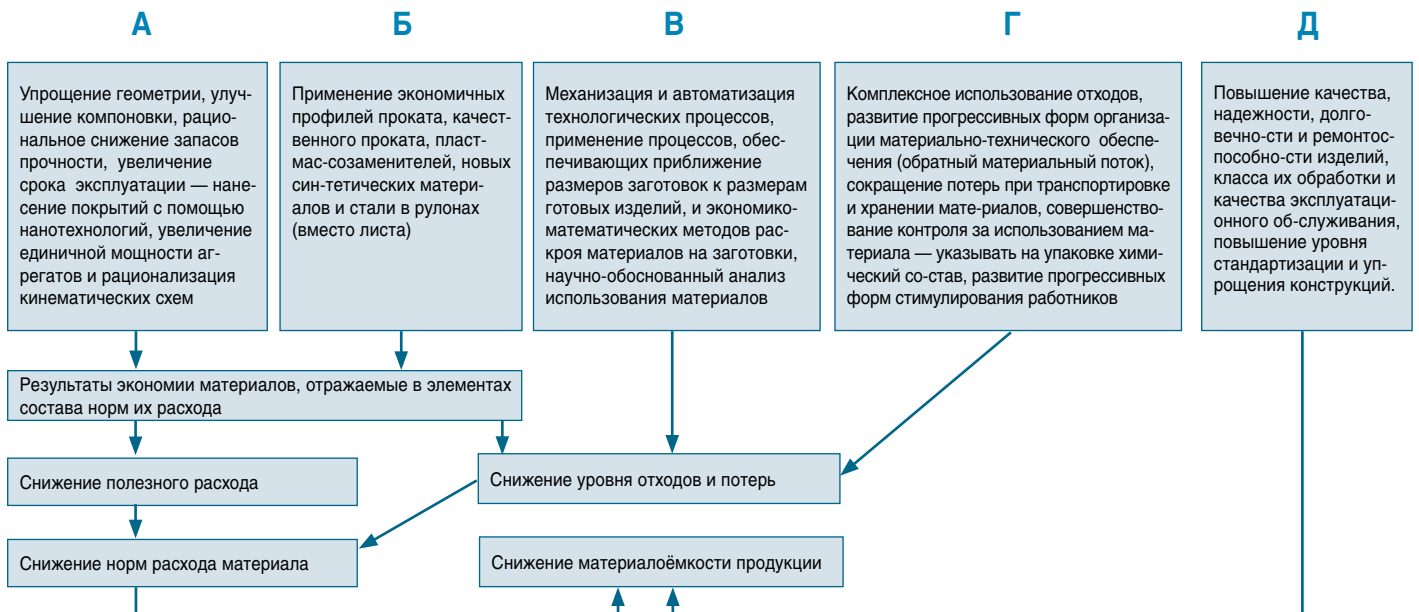 А
Б
В
Г
Д
Упрощение геометрии, улуч-
шение компоновки, рацио-
нальное снижение запасов
прочности, увеличение
срока эксплуатации — нане-
сение покрытий с помощью
нанотехнологий, увеличение
единичной мощности аг-
регатов и рационализация
кинематических схем
Применение экономичных
профилей проката, качест-
венного проката, пласт-
мас-созаменителей, новых
син-тетических матери-
алов и стали в рулонах
(вместо листа)
Механизация и автоматизация
технологических процессов,
применение процессов, обес-
печивающих приближение
размеров заготовок к размерам
готовых изделий, и экономико-
математических методов рас-
кроя материалов на заготовки,
научно-обоснованный анализ
использования материалов
Комплексное использование отходов,
развитие прогрессивных форм организа-
ции материально-технического обеспе-
чения (обратный материальный поток),
сокращение потерь при транспортировке
и хранении мате-риалов, совершенство-
вание контроля за использованием ма-
териала — указывать на упаковке хими-
ческий со-став, развитие прогрессивных
форм стимулирования работников
Повышение качества,
надежности, долго-
вечно-сти и ремонтос-
пособно-сти изделий,
класса их обработки и
качества эксплуатаци-
онного об-служивания,
повышение уровня
стандартизации и уп-
рощения конструкций.
Результаты экономии материалов, отражаемые в элементах
состава норм их расхода
Снижение полезного расхода
Снижение уровня отходов и потерь
Снижение норм расхода материала
Снижение материалоёмкости продукции